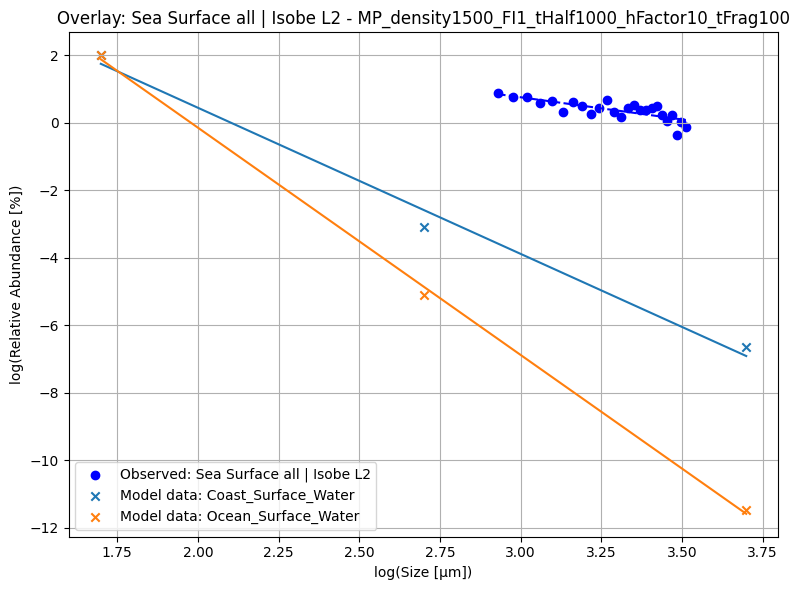 Overlay: Sea Surface all | Isobe L2 - MP_density1500_FI1_tHalf1000_hFactor10_tFrag100
log(Relative Abundance [%])
2
0
−2
−4
−6
−8
−10
−12
Observed: Sea Surface all | Isobe L2
Model data: Coast_Surface_Water
Model data: Ocean_Surface_Water
1.75 2.00 2.25 2.50 2.75 3.00 3.25 3.50 3.75
log(Size [µm])